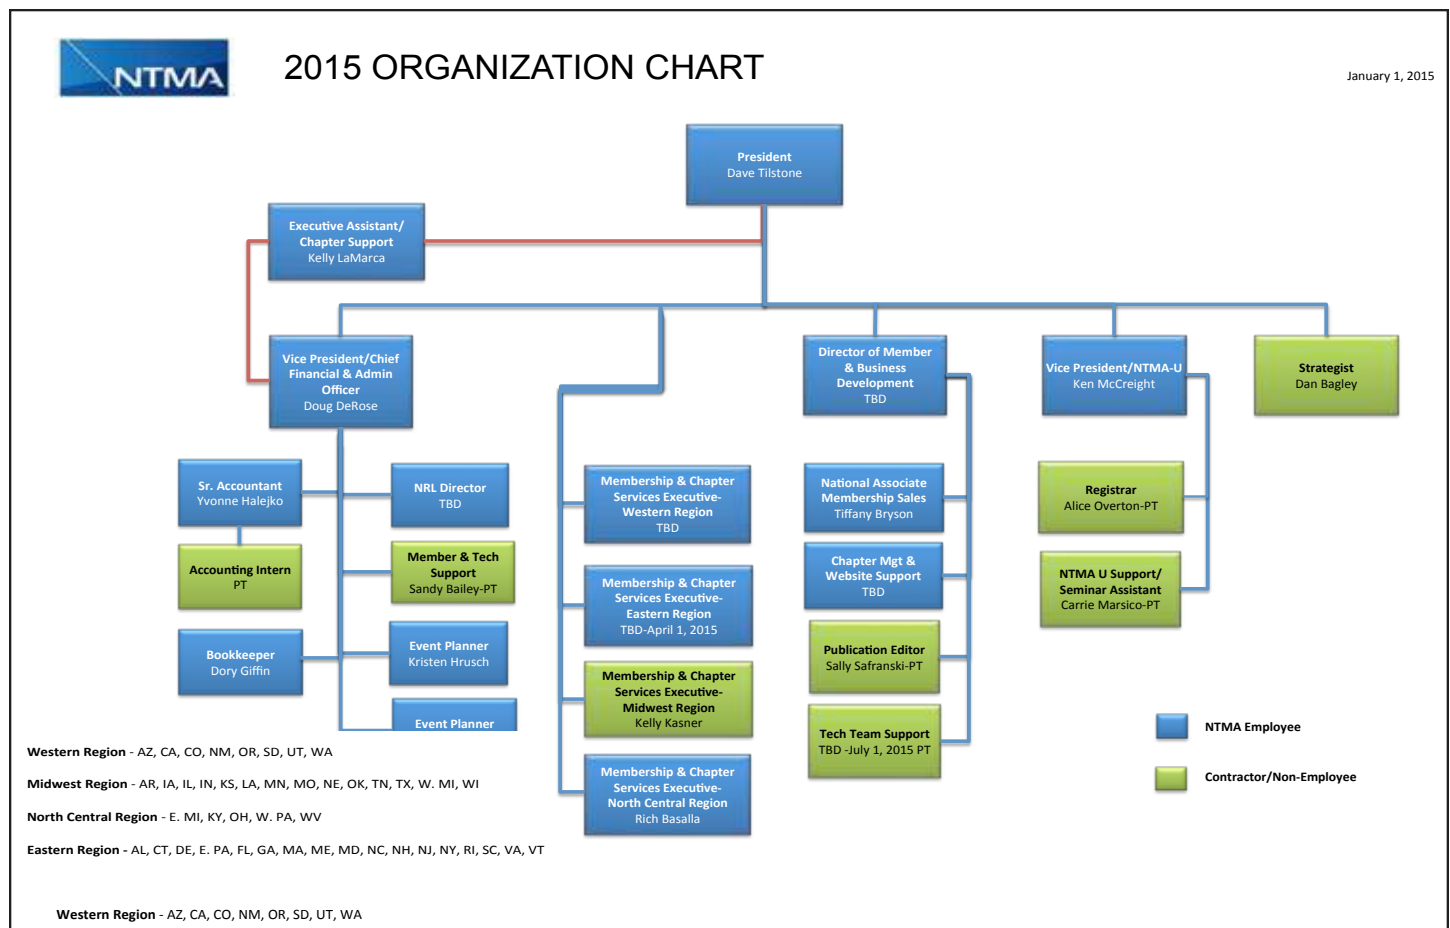 NTMA
2015 ORGANIZATION CHART
January 1, 2015
President
Dave Tilstone
Executive Assistant/
Chapter Support
Kelly LaMarca
Vice President/Chief
Financial & Admin
Officer
Doug DeRose
Director of Member
& Business
Development
TBD
Vice President/NTMA-U
Ken McCreight
Strategist
Dan Bagley
Sr. Accountant
Yvonne Halejko
Accounting Intern
PT
Bookkeeper
Dory Giffin
NRL Director
TBD
Member & Tech
Support
Sandy Bailey-PT
Event Planner
Kristen Hrusch
Event Planner
Membership & Chapter
Services Executive-
Western Region
TBD
Membership & Chapter
Services Executive-
Eastern Region
TBD-April 1, 2015
Membership & Chapter
Services Executive-
Midwest Region
Kelly Kasner
Membership & Chapter
Services Executive-
North Central Region
Rich Basalla
National Associate
Membership Sales
Tiffany Bryson
Chapter Mgt &
Website Support
TBD
Publication Editor
Sally Safranski-PT
Tech Team Support
TBD -July 1, 2015 PT
Registrar
Alice Overton-PT
NTMA U Support/
Seminar Assistant
Carrie Marsico-PT
NTMA Employee
Contractor/Non-Employee
Western Region - AZ, CA, CO, NM, OR, SD, UT, WA
Midwest Region - AR, IA, IL, IN, KS, LA, MN, MO, NE, OK, TN, TX, W. MI, WI
North Central Region - E. MI, KY, OH, W. PA, WV
Eastern Region - AL, CT, DE, E. PA, FL, GA, MA, ME, MD, NC, NH, NJ, NY, RI, SC, VA, VT
Western Region - AZ, CA, CO, NM, OR, SD, UT, WA